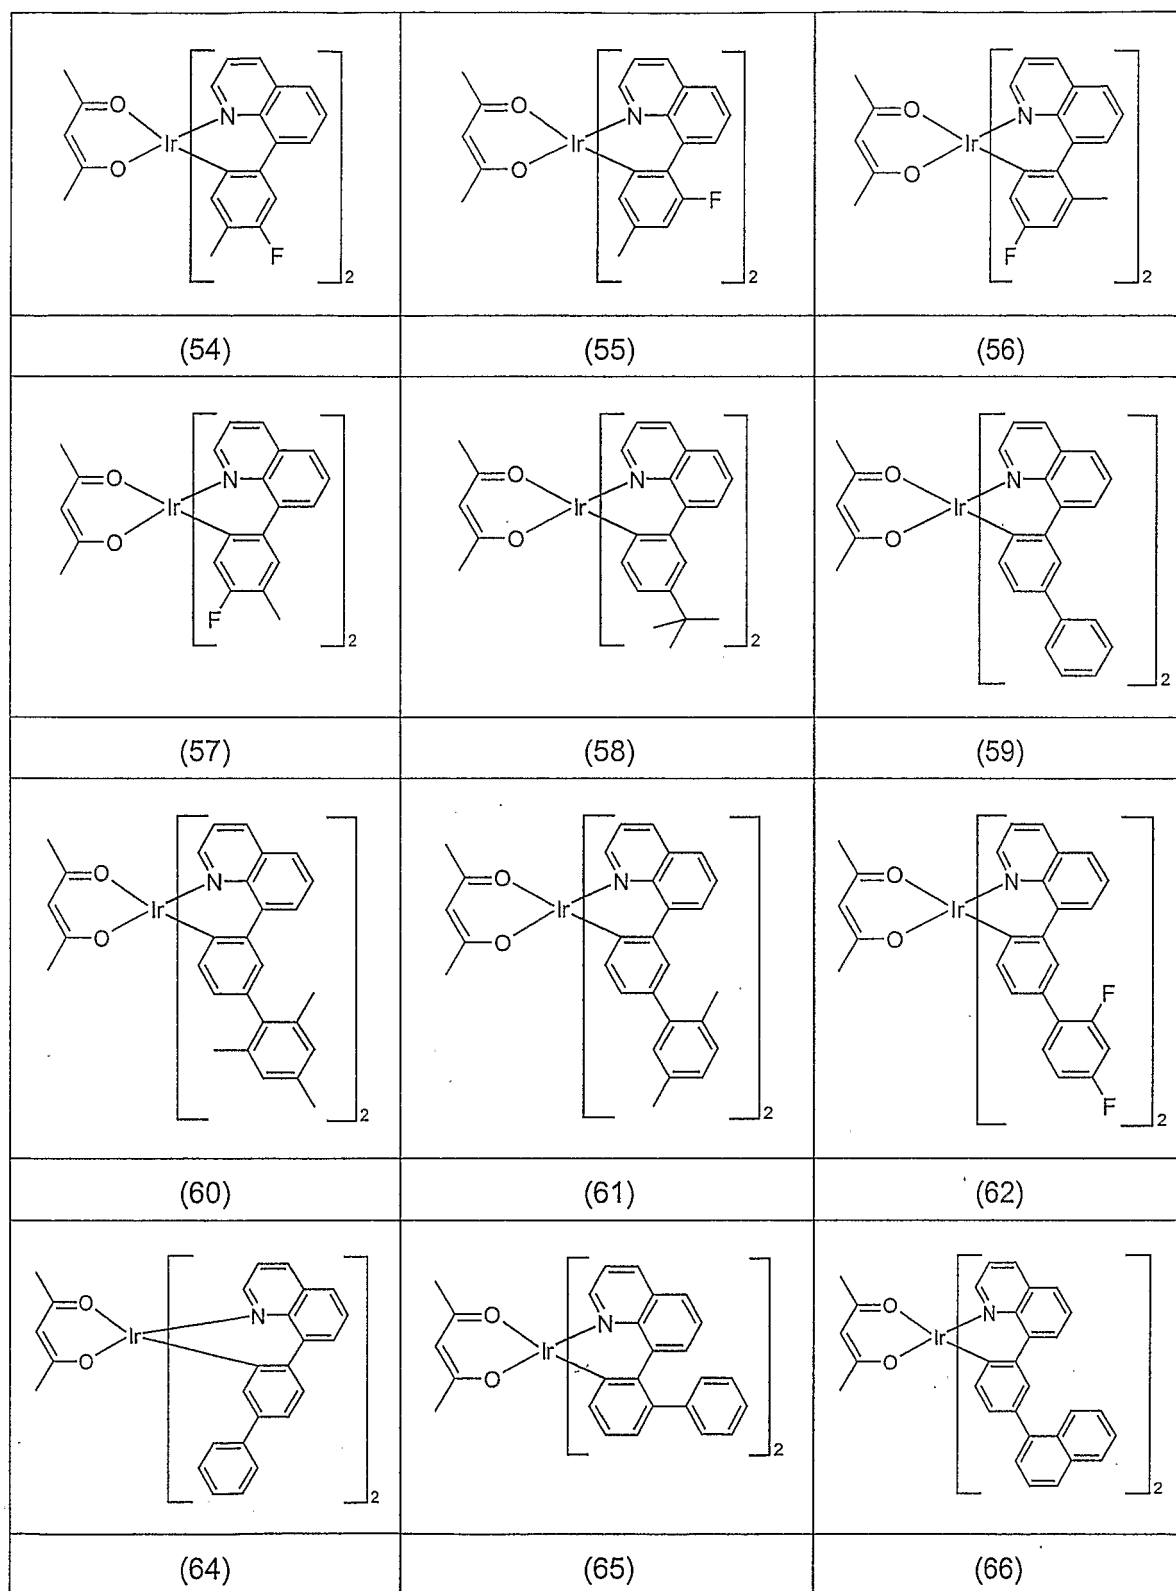 O Ir N O F 2
O Ir N O F 2
O Ir N O F 2
(54) (55) (56)
O Ir N O F 2
O Ir N O 2
O Ir N O 2
(57) (58) (59)
O Ir N O 2
O Ir N O 2
O Ir N O F F 2
(60) (61) (62)
O Ir N O 2
O Ir N O 2
O Ir N O 2
(64) (65) (66)